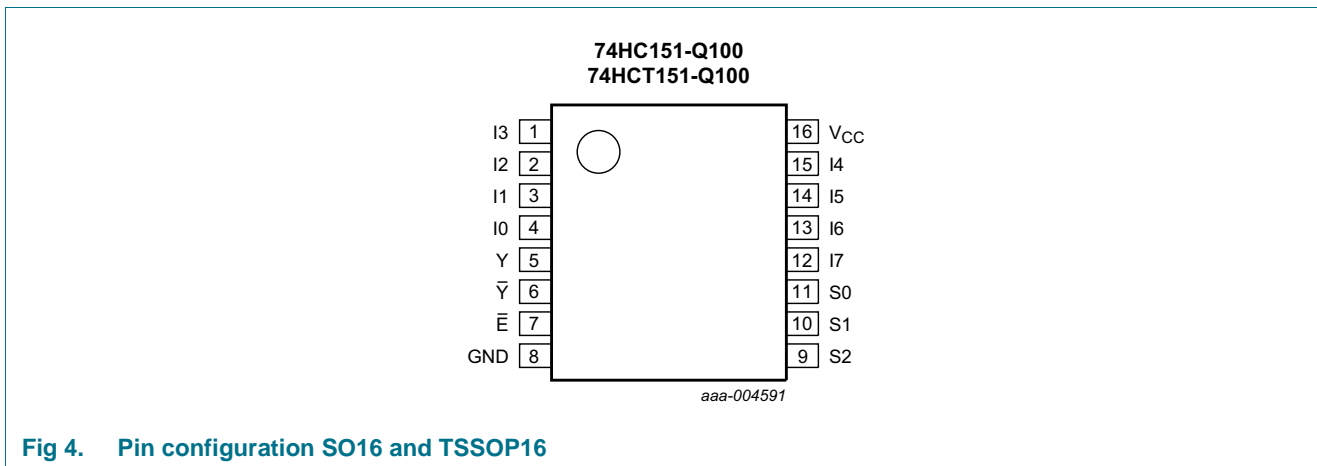 74HC151-Q100
74HCT151-Q100
I3 1 16 VCC
I2 2 15 I4
I1 3 14 I5
I0 4 13 I6
Y 5 12 I7
Y̅ 6 11 S0
E̅ 7 10 S1
GND 8 9 S2
aaa-004591
Fig 4. Pin configuration SO16 and TSSOP16